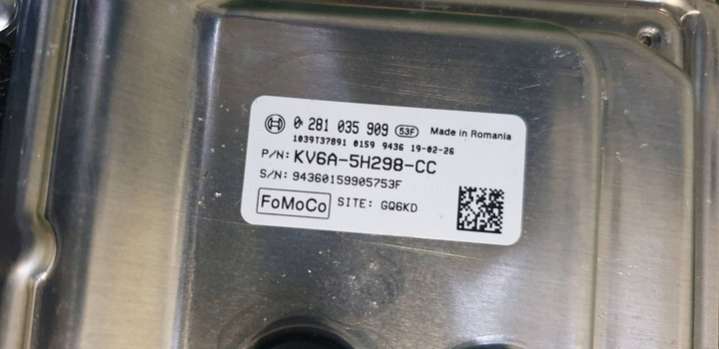 0 281 035 909 53F Made in Romania
1039T37891 0159 9436 19-02-26
P/N: KV6A-5H298-CC
S/N: 94360159905753F
FoMoCo SITE: GQ6KD